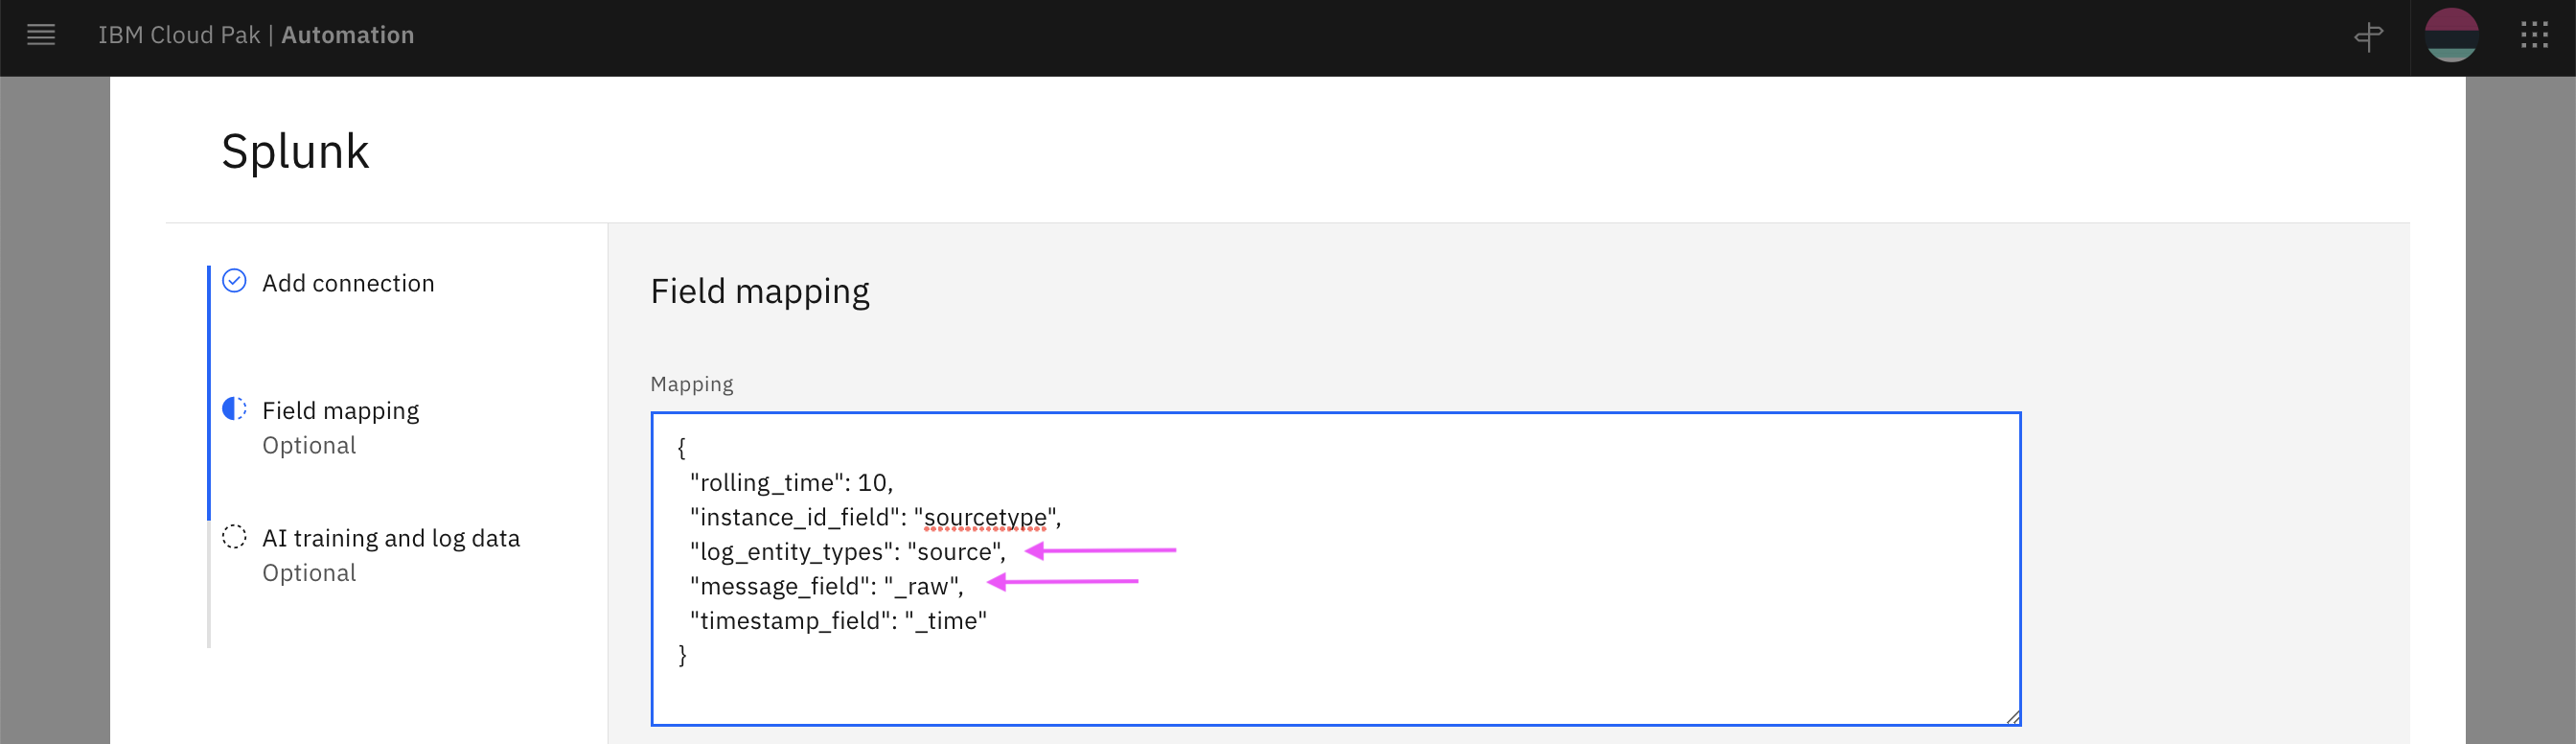 IBM Cloud Pak | Automation
Splunk
Add connection
Field mapping
Optional
AI training and log data
Optional
Field mapping
Mapping
{
"rolling_time": 10,
"instance_id_field": "sourcetype",
"log_entity_types": "source",
"message_field": "_raw",
"timestamp_field": "_time"
}